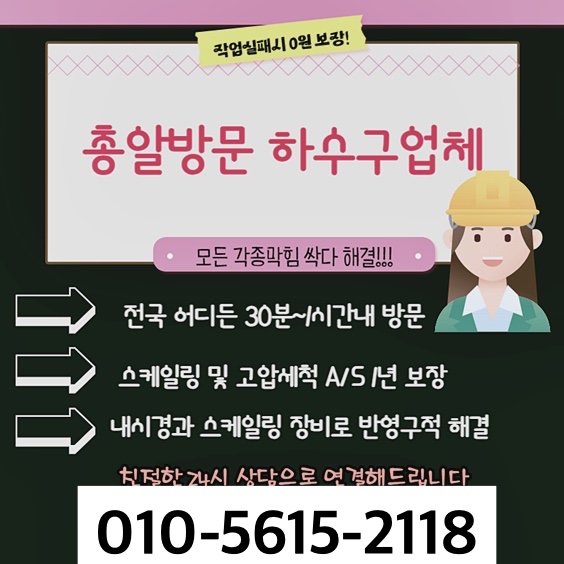 작업실패시 0원 보장!
총알방문 하수구업체
모든 각종막힘 싹다 해결!!!
전국 어디든 30분~1시간내 방문
스케일링 및 고압세척 A/S 1년 보장
내시경과 스케일링 장비로 반영구적 해결
친절한 24시 상담으로 연결해드립니다
010-5615-2118